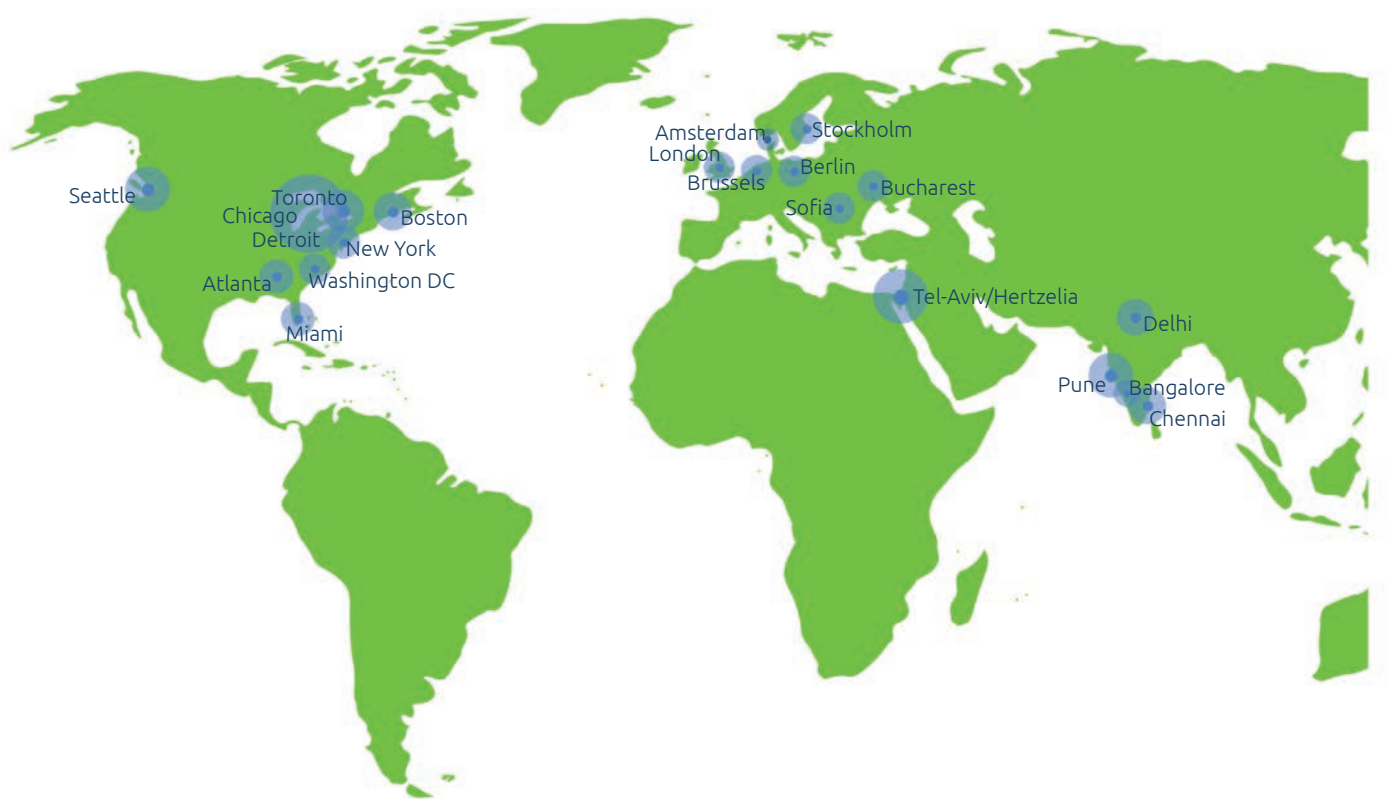 Amsterdam
Stockholm
London
Berlin
Brussels
Bucharest
Seattle
Toronto
Sofia
Chicago
Boston
Detroit
New York
Atlanta
Washington DC
Tel-Aviv/Hertzelia
Miami
Delhi
Pune
Bangalore
Chennai